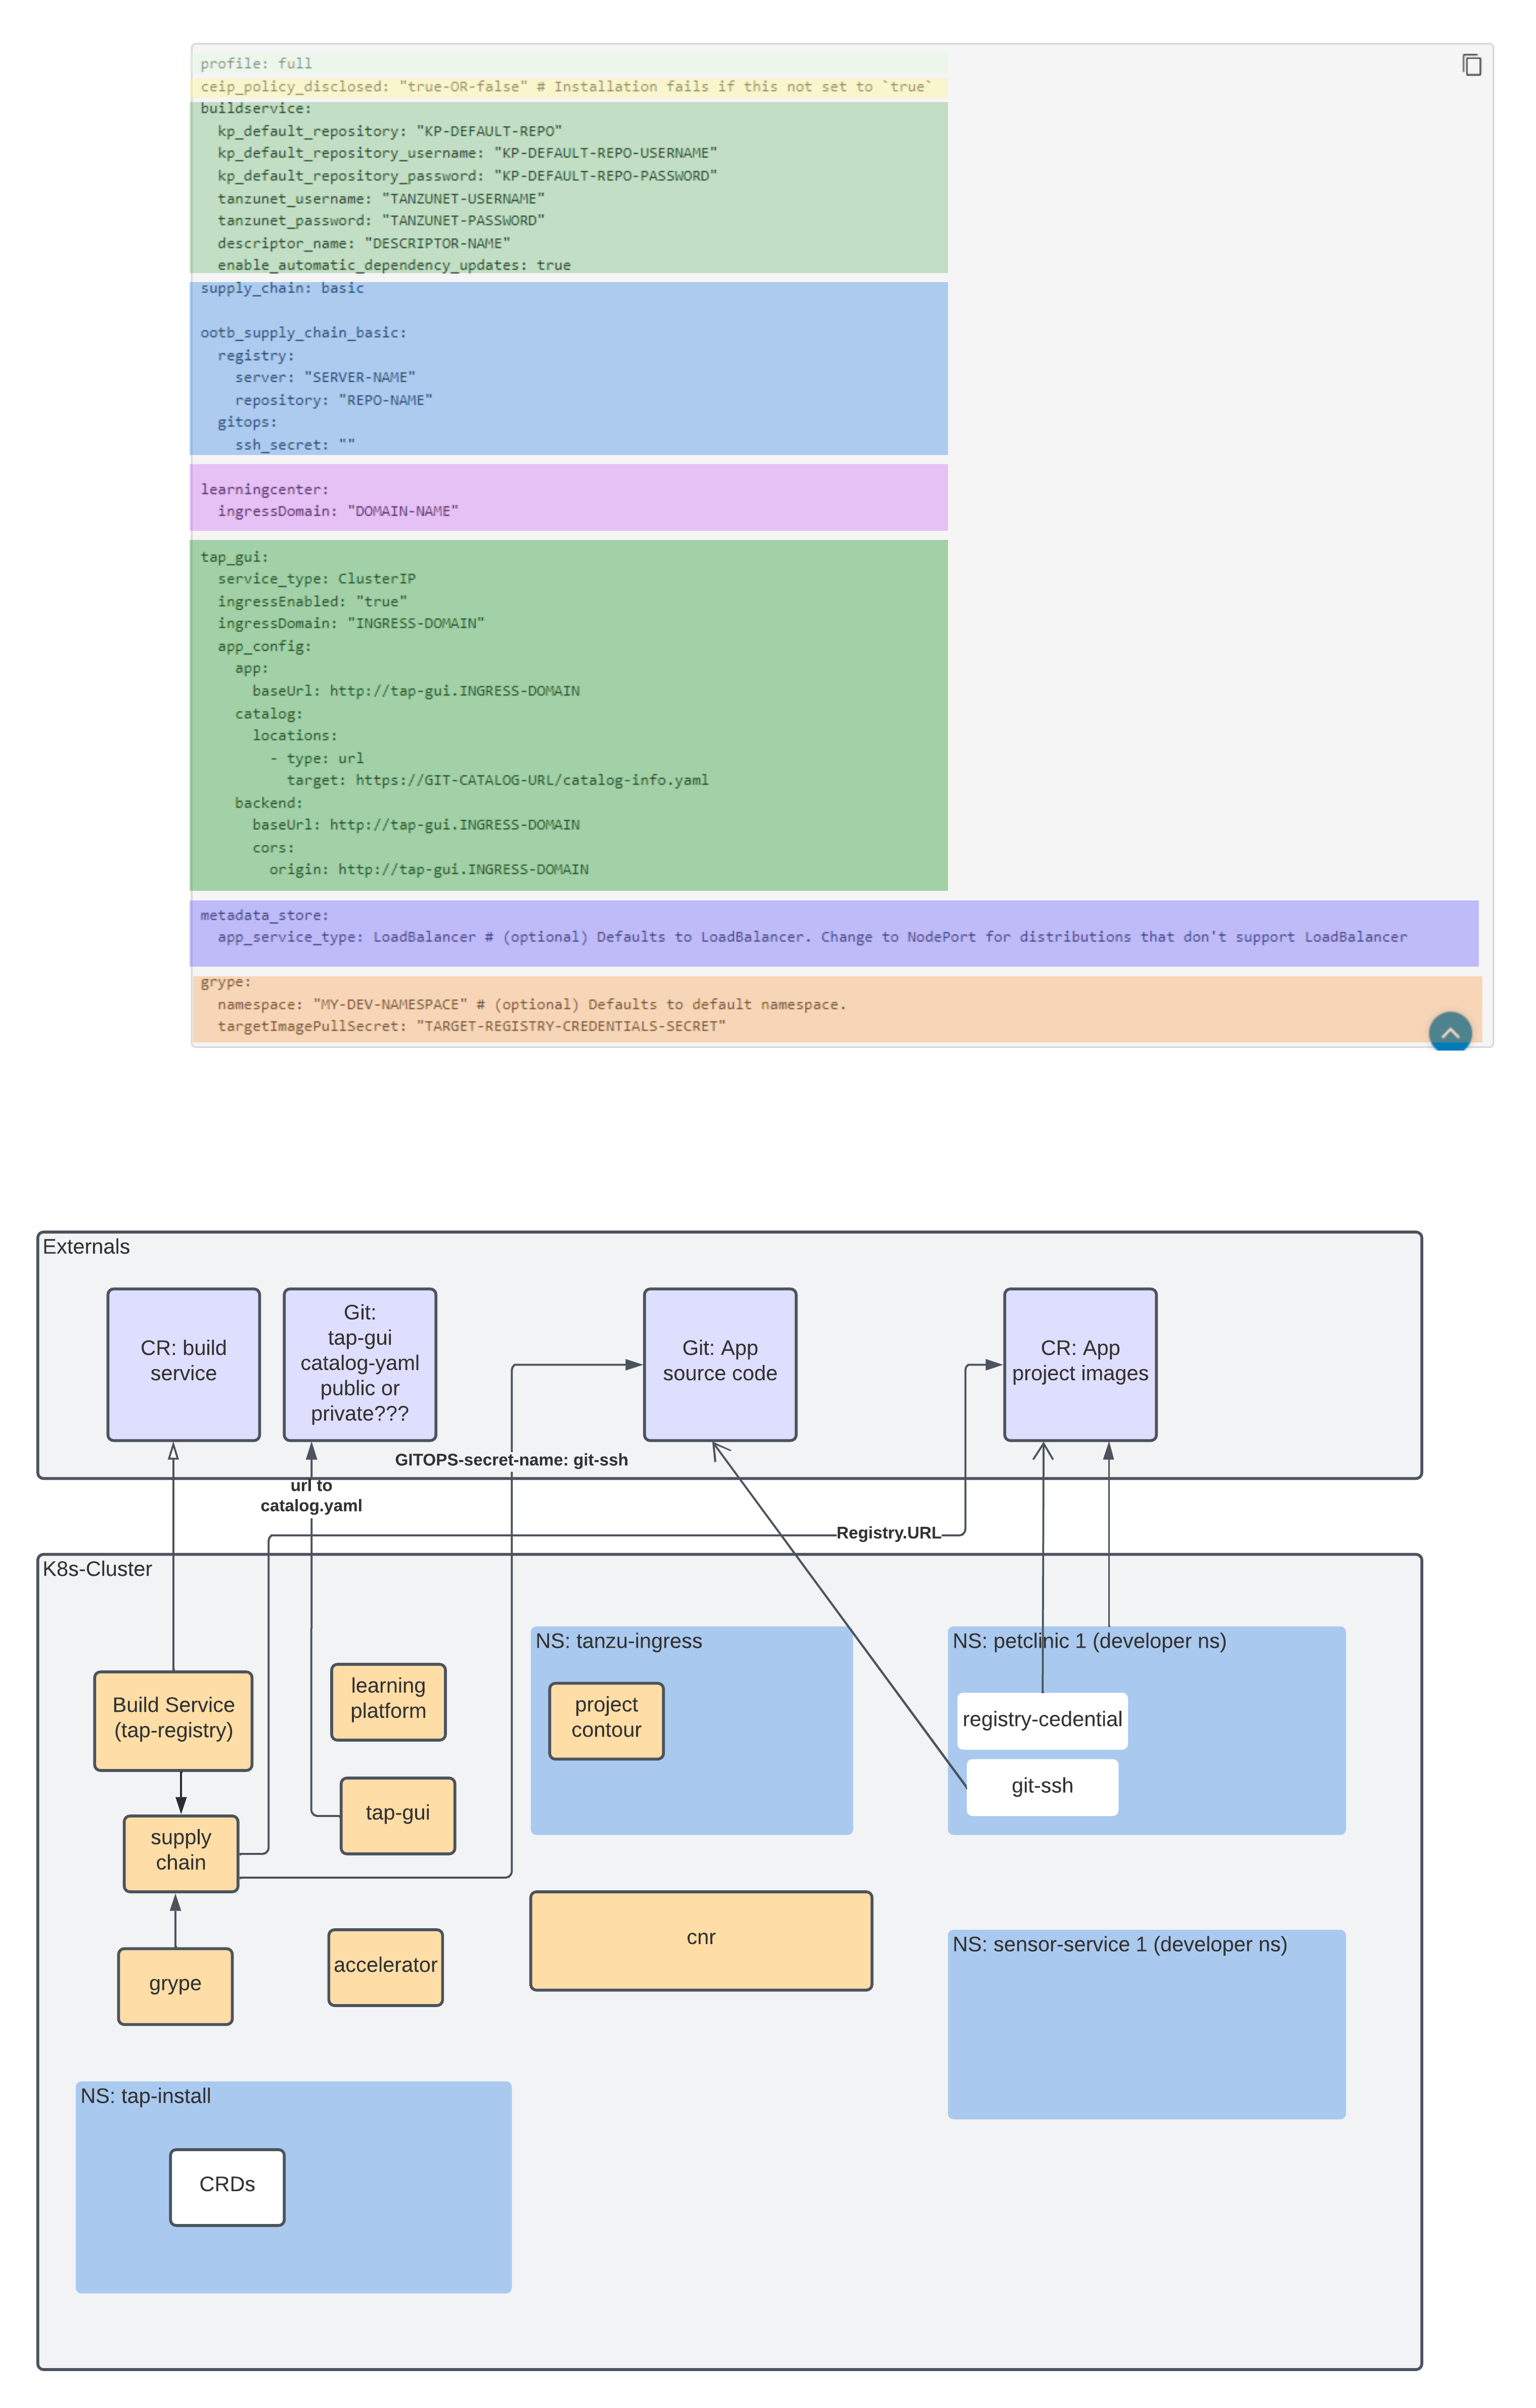 profile: full
ceip_policy_disclosed: "true-OR-false" # Installation fails if this not set to `true`
buildservice:
  kp_default_repository: "KP-DEFAULT-REPO"
  kp_default_repository_username: "KP-DEFAULT-REPO-USERNAME"
  kp_default_repository_password: "KP-DEFAULT-REPO-PASSWORD"
  tanzunet_username: "TANZUNET-USERNAME"
  tanzunet_password: "TANZUNET-PASSWORD"
  descriptor_name: "DESCRIPTOR-NAME"
  enable_automatic_dependency_updates: true
supply_chain: basic
ootb_supply_chain_basic:
  registry:
    server: "SERVER-NAME"
    repository: "REPO-NAME"
  gitops:
    ssh_secret: ""
learningcenter:
  ingressDomain: "DOMAIN-NAME"
tap_gui:
  service_type: ClusterIP
  ingressEnabled: "true"
  ingressDomain: "INGRESS-DOMAIN"
  app_config:
    app:
      baseUrl: http://tap-gui.INGRESS-DOMAIN
    catalog:
      locations:
        - type: url
          target: https://GIT-CATALOG-URL/catalog-info.yaml
    backend:
      baseUrl: http://tap-gui.INGRESS-DOMAIN
      cors:
        origin: http://tap-gui.INGRESS-DOMAIN
metadata_store:
  app_service_type: LoadBalancer # (optional) Defaults to LoadBalancer. Change to NodePort for distributions that don't support LoadBalancer
grype:
  namespace: "MY-DEV-NAMESPACE" # (optional) Defaults to default namespace.
  targetImagePullSecret: "TARGET-REGISTRY-CREDENTIALS-SECRET"
Externals
CR: build
service
Git:
tap-gui
catalog-yaml
public or
private???
Git: App
source code
CR: App
project images
GITOPS-secret-name: git-ssh
url to
catalog.yaml
Registry.URL
K8s-Cluster
Build Service
(tap-registry)
learning
platform
tap-gui
supply
chain
grype
accelerator
NS: tanzu-ingress
project
contour
cnr
NS: petclinic 1 (developer ns)
registry-cedential
git-ssh
NS: sensor-service 1 (developer ns)
NS: tap-install
CRDs